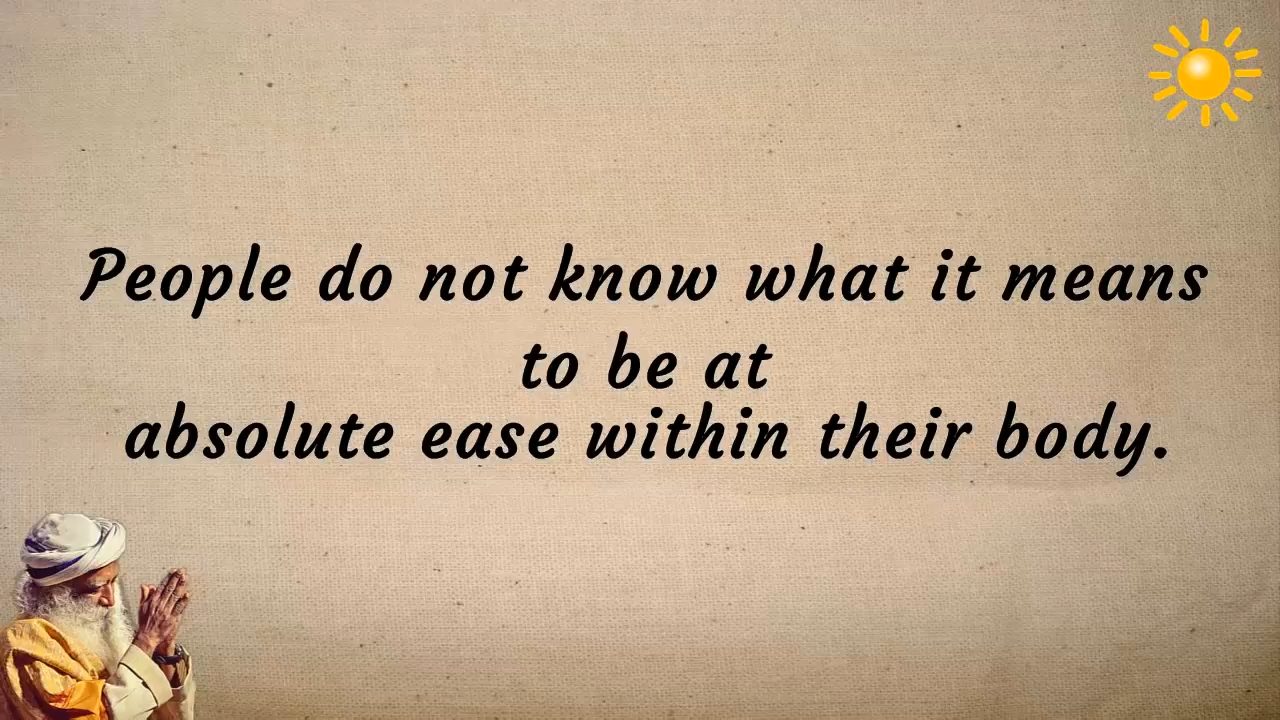 People do not know what it means
to be at
absolute ease within their body.